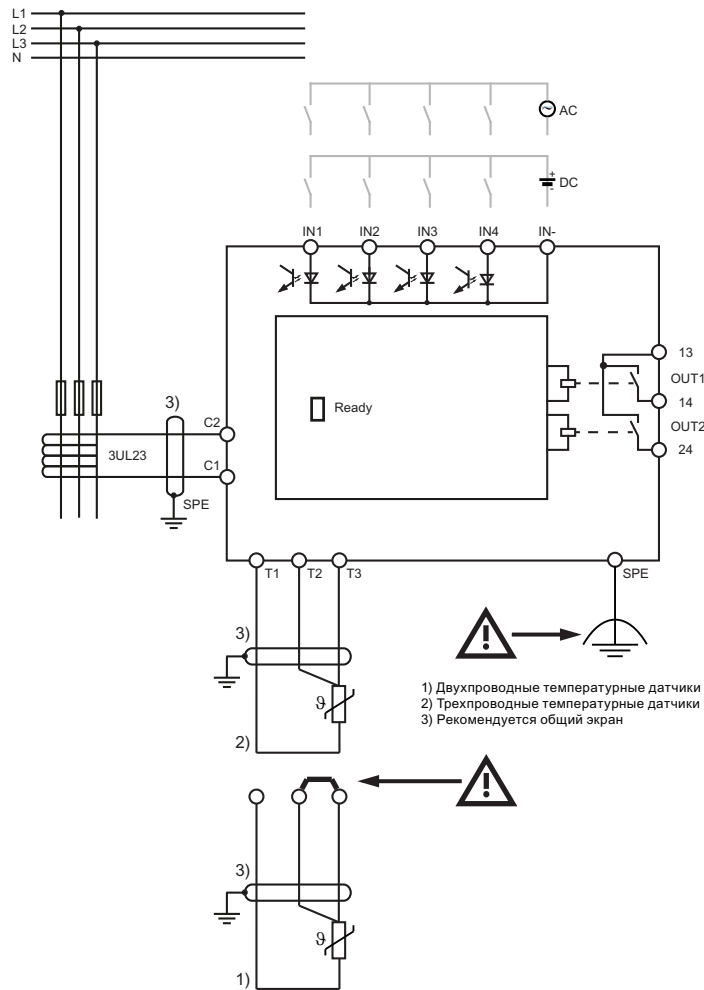 L1
L2
L3
N
AC
+
DC
-
IN1 IN2 IN3 IN4 IN-
13
OUT1
14
OUT2
24
Ready
3)
C2
3UL23
C1
SPE
T1 T2 T3 SPE
3)
ϑ
2)
1) Двухпроводные температурные датчики
2) Трехпроводные температурные датчики
3) Рекомендуется общий экран
3)
ϑ
1)